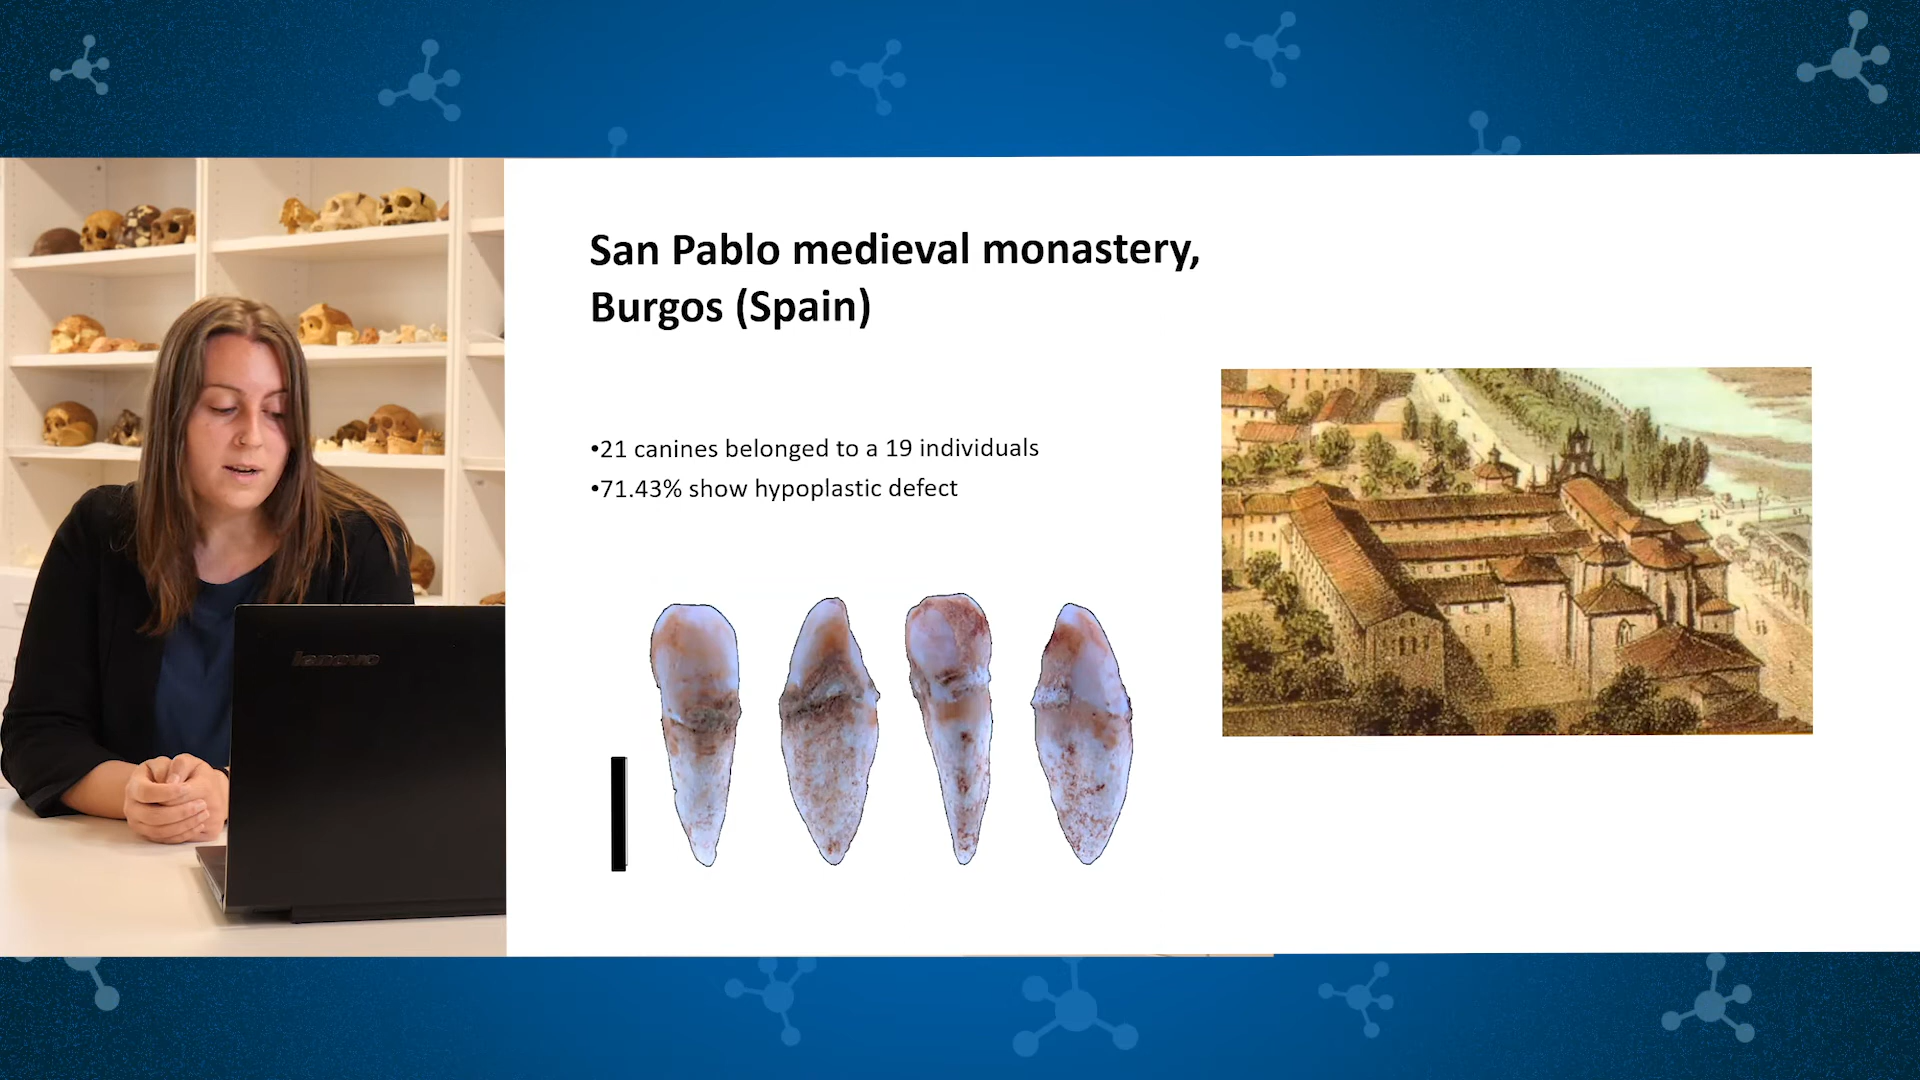 San Pablo medieval monastery,
Burgos (Spain)
•21 canines belonged to a 19 individuals
•71.43% show hypoplastic defect
lenovo